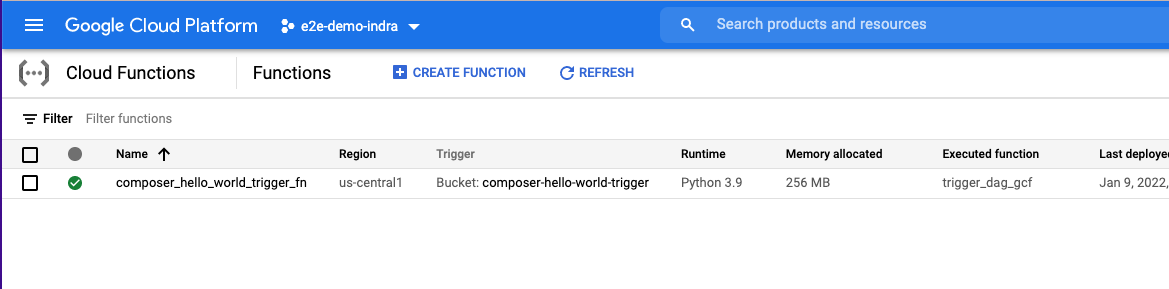 Google Cloud Platform e2e-demo-indra Search products and resources
Cloud Functions Functions CREATE FUNCTION REFRESH
Filter Filter functions
Name Region Trigger Runtime Memory allocated Executed function Last deploye
composer_hello_world_trigger_fn us-central1 Bucket: composer-hello-world-trigger Python 3.9 256 MB trigger_dag_gcf Jan 9, 2022,